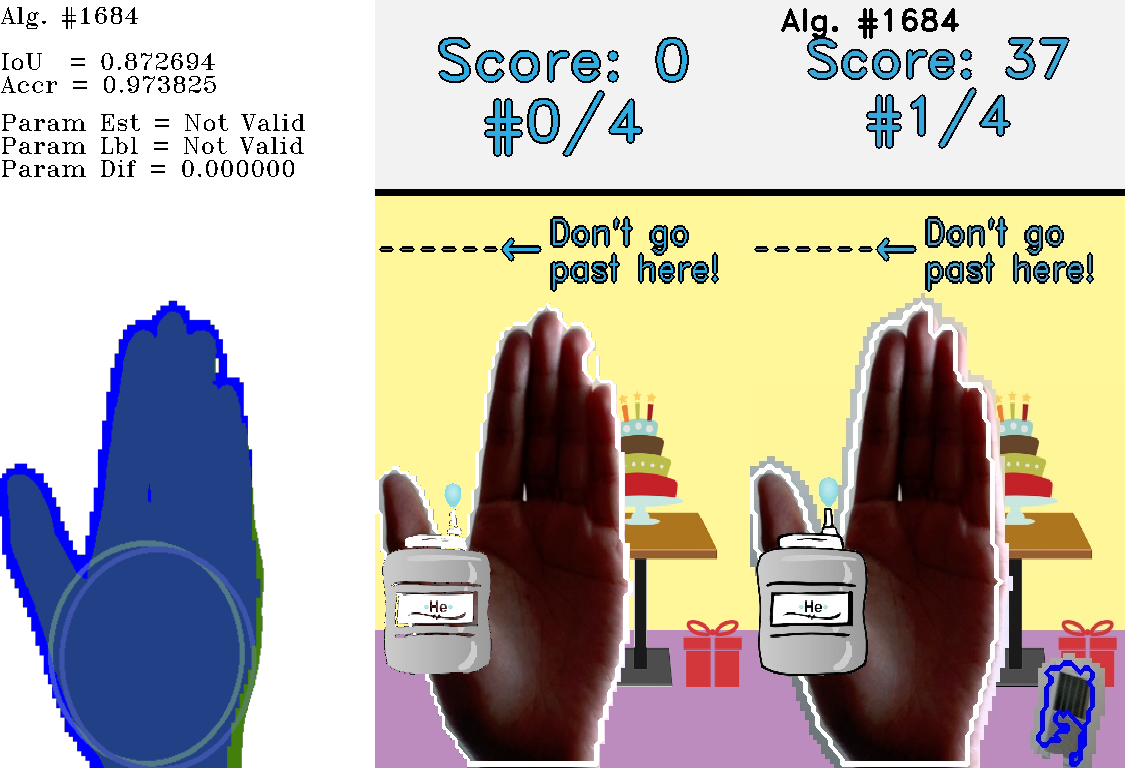 Alg. #1684
IoU = 0.872694
Accr = 0.973825
Param Est = Not Valid
Param Lbl = Not Valid
Param Dif = 0.000000
Score: 0
#0/4
Don't go
past here!
He
Alg. #1684
Score: 37
#1/4
Don't go
past here!
He